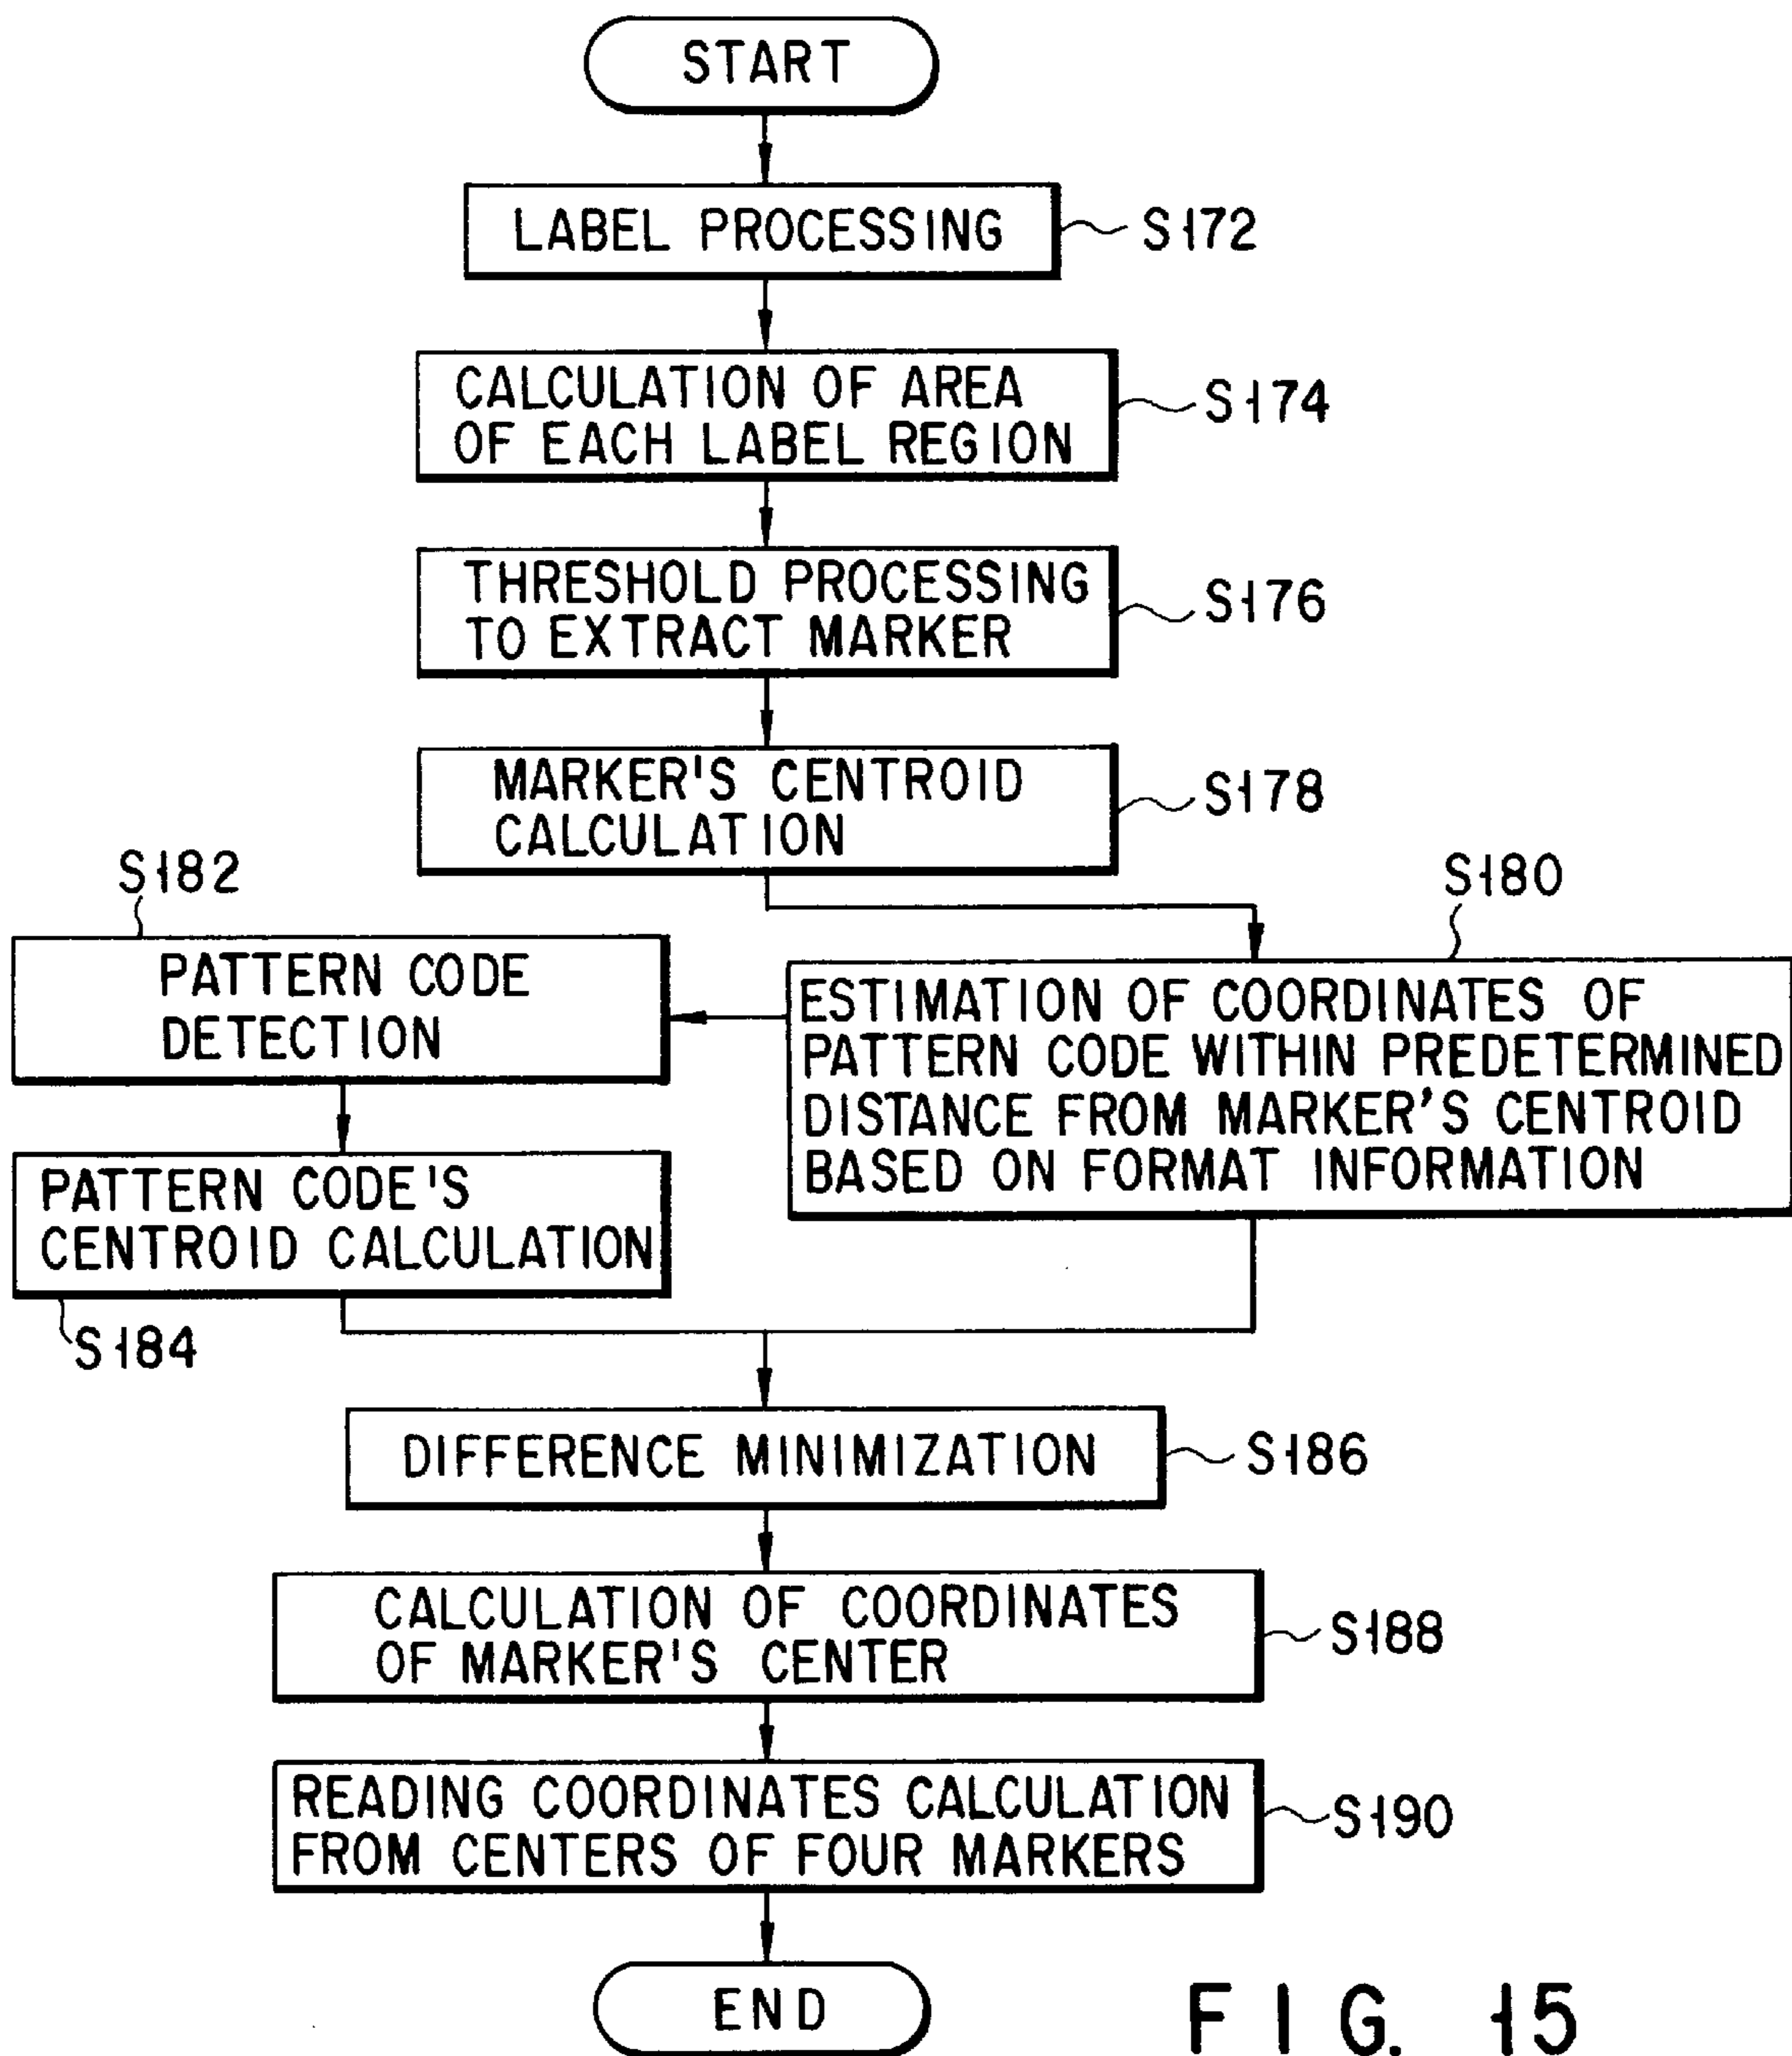 START
LABEL PROCESSING
S172
CALCULATION OF AREA
OF EACH LABEL REGION
S174
THRESHOLD PROCESSING
TO EXTRACT MARKER
S176
MARKER'S CENTROID
CALCULATION
S178
S182
S180
PATTERN CODE
DETECTION
ESTIMATION OF COORDINATES OF
PATTERN CODE WITHIN PREDETERMINED
DISTANCE FROM MARKER'S CENTROID
BASED ON FORMAT INFORMATION
PATTERN CODE'S
CENTROID CALCULATION
S184
DIFFERENCE MINIMIZATION
S186
CALCULATION OF COORDINATES
OF MARKER'S CENTER
S188
READING COORDINATES CALCULATION
FROM CENTERS OF FOUR MARKERS
S190
END
FIG. 15